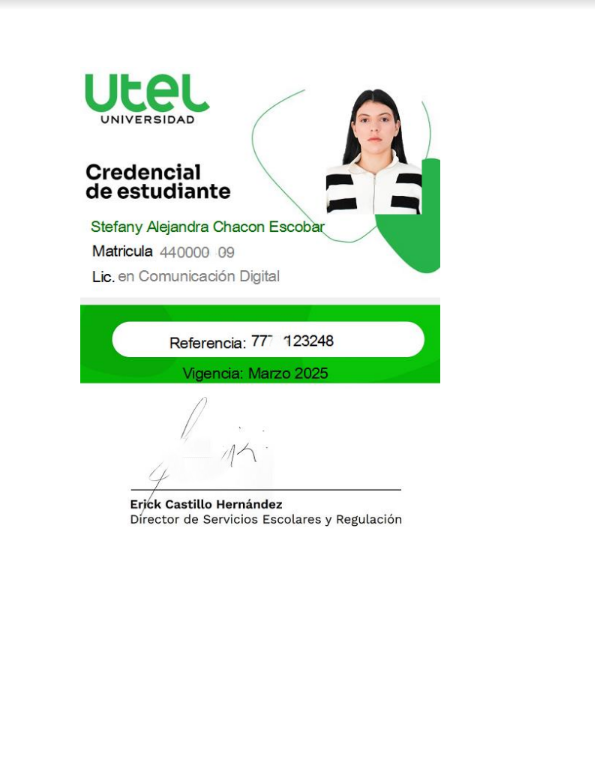 utel
UNIVERSIDAD
Credencial
de estudiante
Stefany Alejandra Chacon Escobar
Matricula 440000 09
Lic. en Comunicación Digital
Referencia: 77 123248
Vigencia: Marzo 2025
Erick Castillo Hernández
Director de Servicios Escolares y Regulación